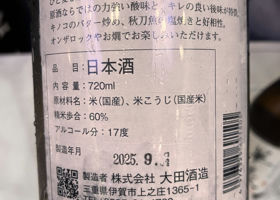 原酒ならではの力強い酸味と、キレの良い後味が特徴。
キノコのバター炒め、秋刀魚の塩焼きと好相性。
オンザロックやお燗でお楽しみいただけます。
品目：日本酒
内容量：720ml
原材料名：米（国産）、米こうじ（国産米）
精米歩合：60%
アルコール分：17度
製造年月
2025. 9.
製造者 株式会社 大田酒造
三重県伊賀市上之庄1365-1